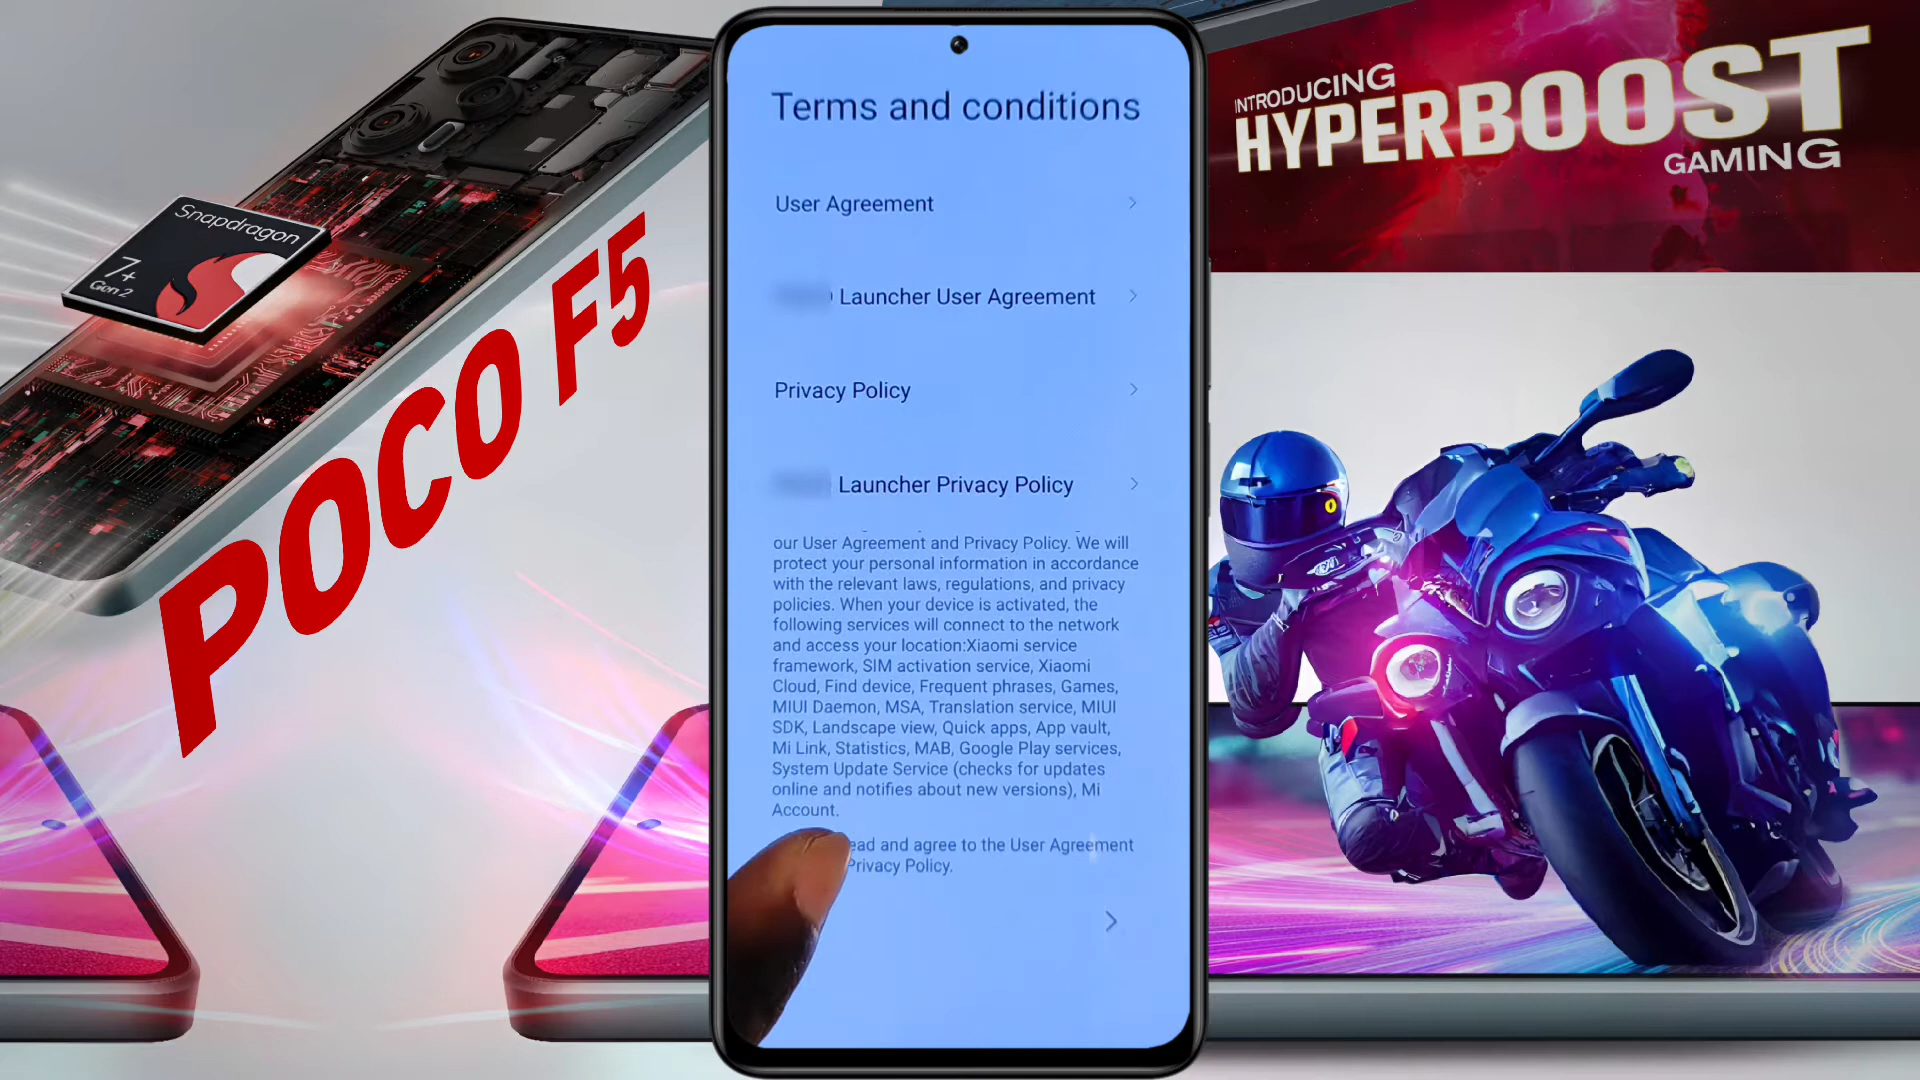 Snapdragon
7+
Gen 2
POCO F5
Terms and conditions
User Agreement
Launcher User Agreement
Privacy Policy
Launcher Privacy Policy
our User Agreement and Privacy Policy. We will
protect your personal information in accordance
with the relevant laws, regulations, and privacy
policies. When your device is activated, the
following services will connect to the network
and access your location:Xiaomi service
framework, SIM activation service, Xiaomi
Cloud, Find device, Frequent phrases, Games,
MIUI Daemon, MSA, Translation service, MIUI
SDK, Landscape view, Quick apps, App vault,
Mi Link, Statistics, MAB, Google Play services,
System Update Service (checks for updates
online and notifies about new versions), Mi
Account.
ead and agree to the User Agreement
Privacy Policy.
INTRODUCING
HYPERBOOST
GAMING